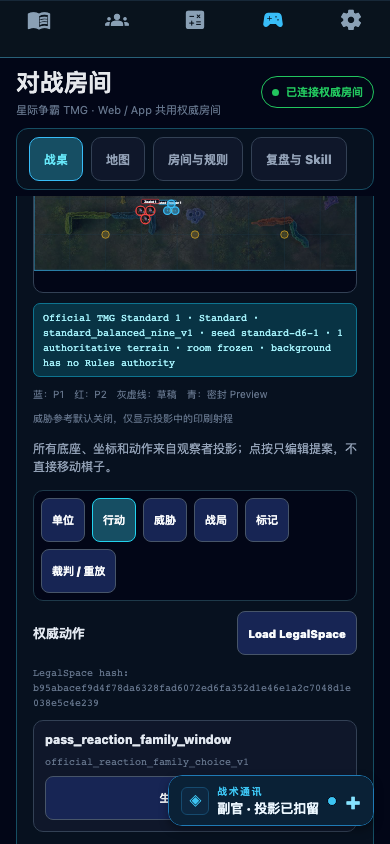 对战房间
已连接权威房间
星际争霸 TMG · Web / App 共用权威房间
战桌
地图
房间与规则
复盘与 Skill
Official TMG Standard 1 · Standard ·
standard_balanced_nine_v1 · seed standard-d6-1 · 1
authoritative terrain · room frozen · background
has no Rules authority
蓝：P1　红：P2　灰虚线：草稿　青：密封 Preview
威胁参考默认关闭，仅显示投影中的印刷射程
所有底座、坐标和动作来自观察者投影；点按只编辑提案，不
直接移动棋子。
单位
行动
威胁
战局
标记
裁判 / 重放
权威动作
Load LegalSpace
LegalSpace hash:
b95abacef9d4f78da6328fad6072ed6fa352d1e46e1a2c7048d1e
038e5c4e239
pass_reaction_family_window
official_reaction_family_choice_v1
生
战术通讯
副官 · 投影已扣留